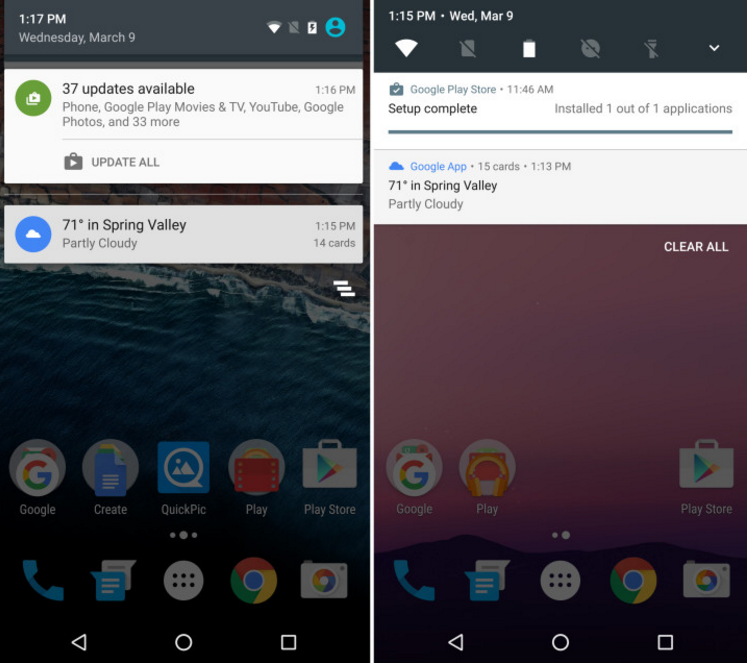 1:17 PM
Wednesday, March 9
37 updates available 1:16 PM
Phone, Google Play Movies & TV, YouTube, Google
Photos, and 33 more
UPDATE ALL
71° in Spring Valley 1:15 PM
Partly Cloudy 14 cards
Google Create QuickPic Play Play Store
1:15 PM • Wed, Mar 9
Google Play Store • 11:46 AM
Setup complete Installed 1 out of 1 applications
Google App • 15 cards • 1:13 PM
71° in Spring Valley
Partly Cloudy
CLEAR ALL
Google Play Play Store